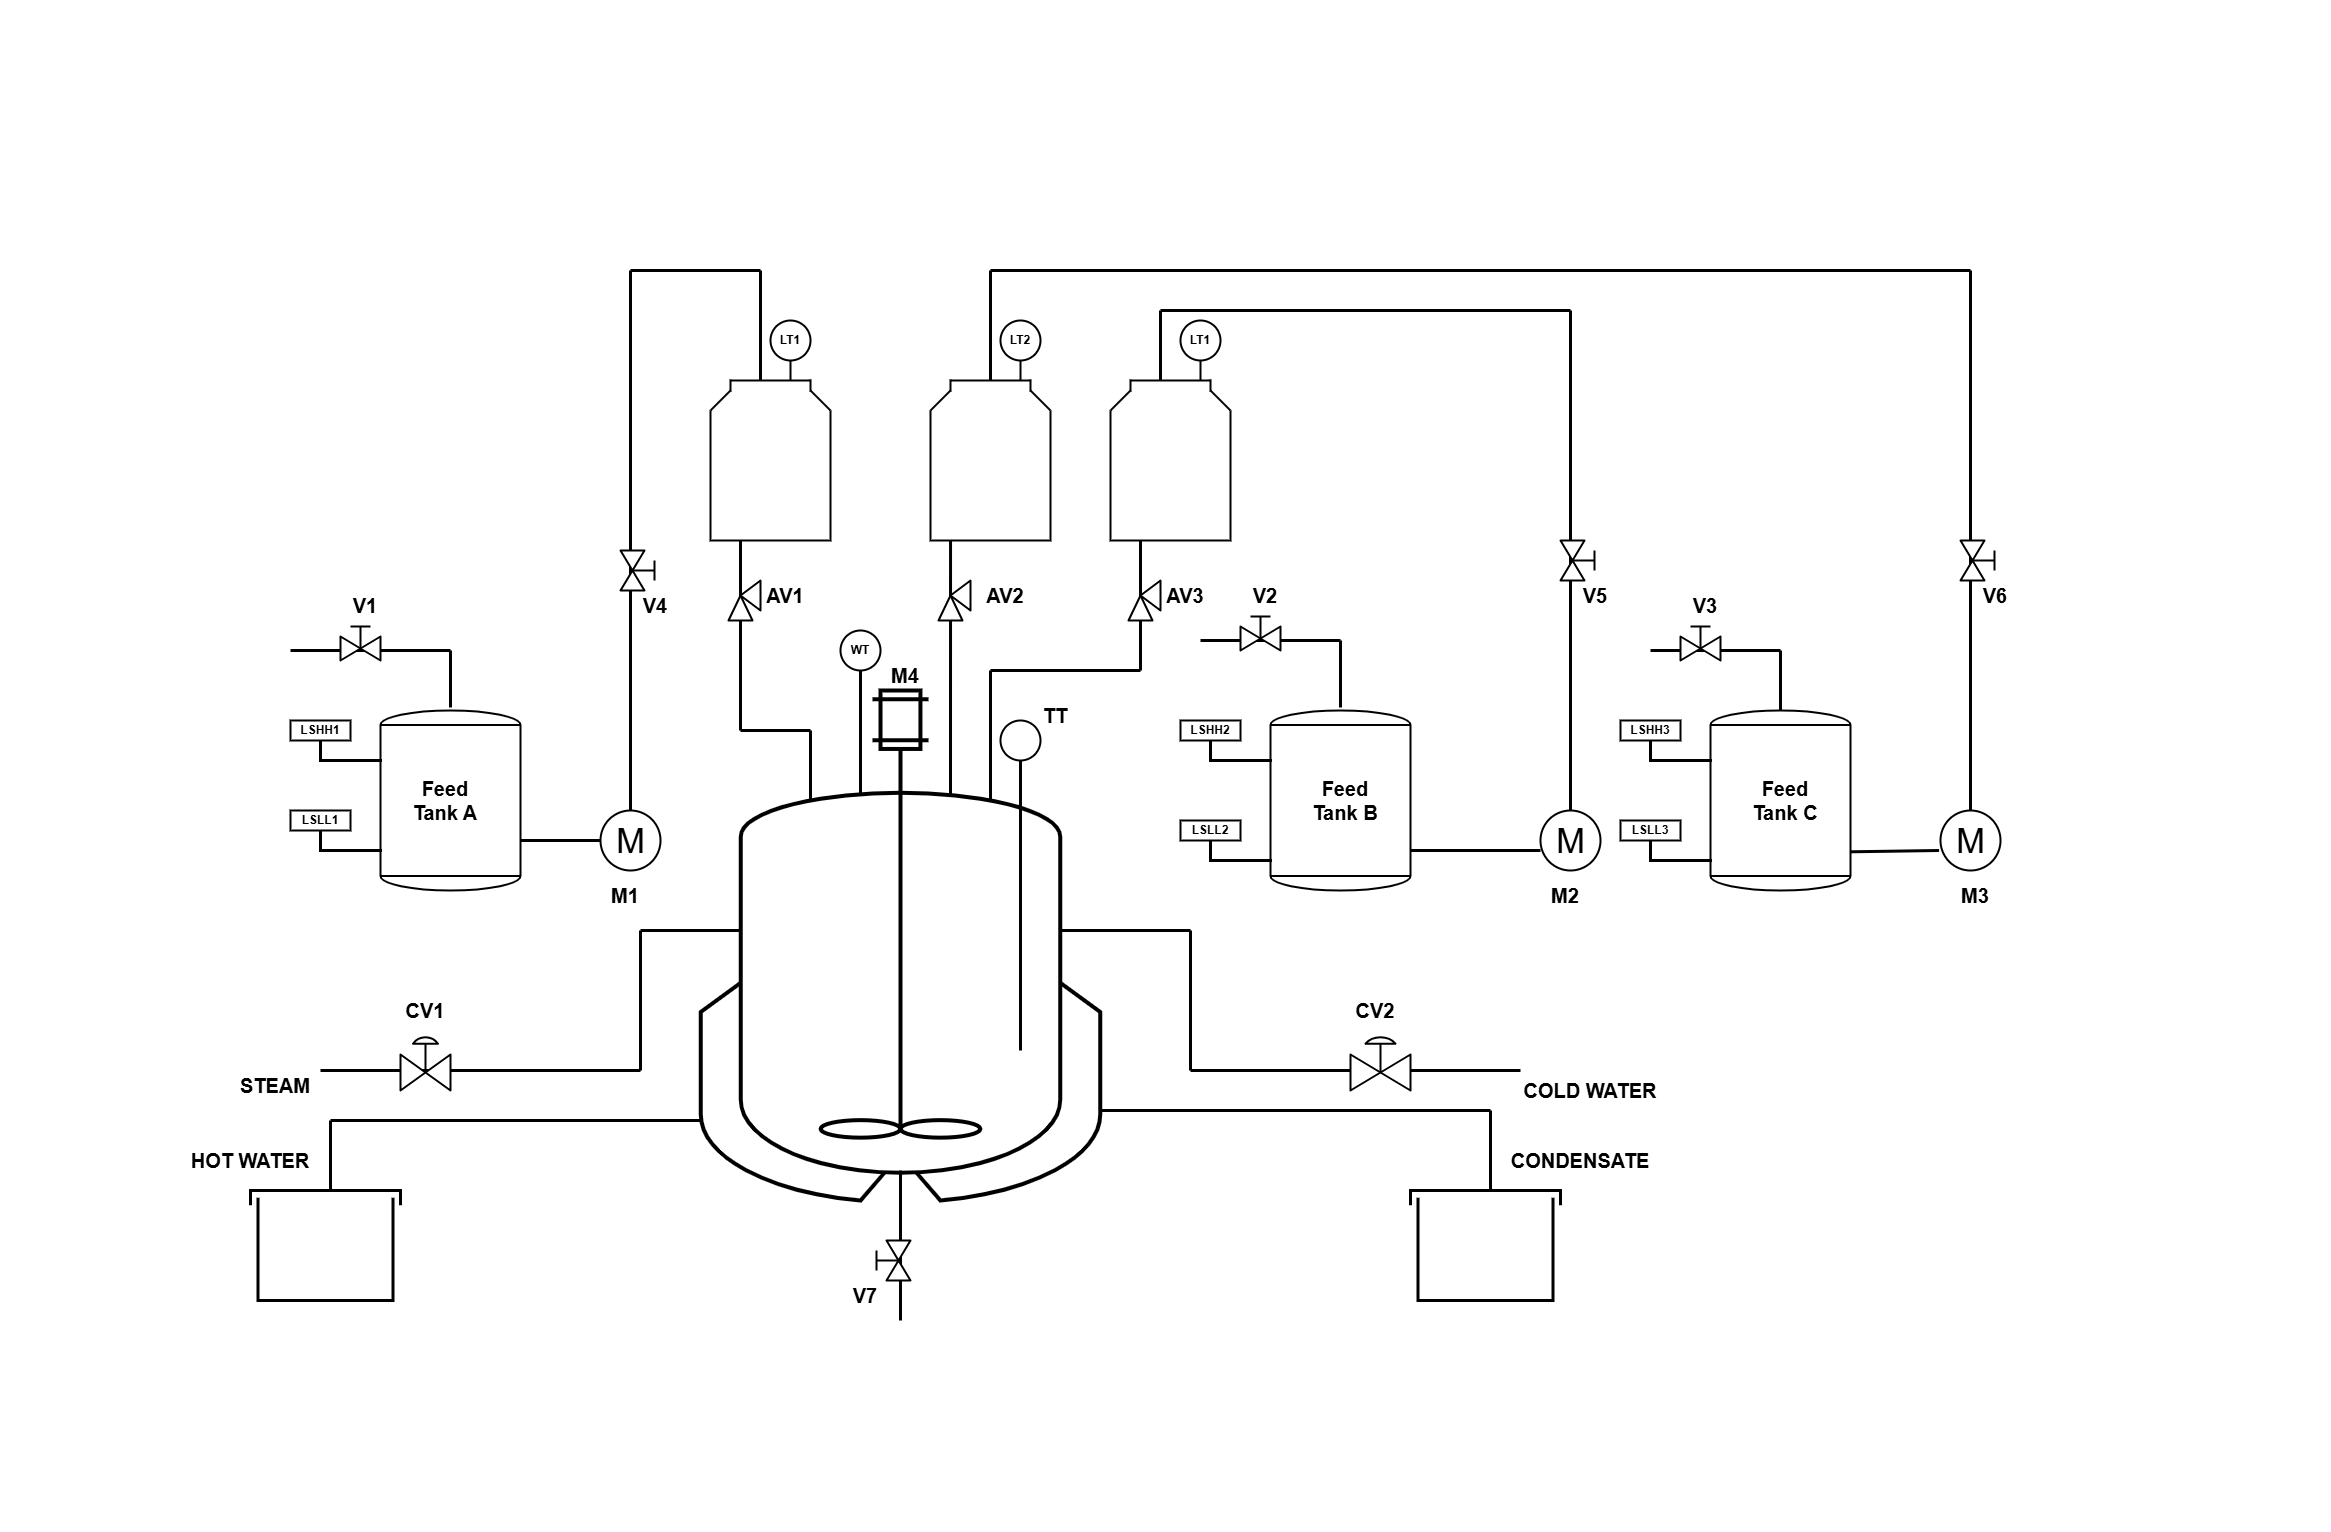 LT1
LT2
LT1
V1
V4
AV1
AV2
AV3
V2
V5
V3
V6
WT
M4
TT
LSHH1
LSHH2
LSHH3
Feed
Tank A
Feed
Tank B
Feed
Tank C
LSLL1
LSLL2
LSLL3
M
M
M
M1
M2
M3
CV1
CV2
STEAM
COLD WATER
HOT WATER
CONDENSATE
V7